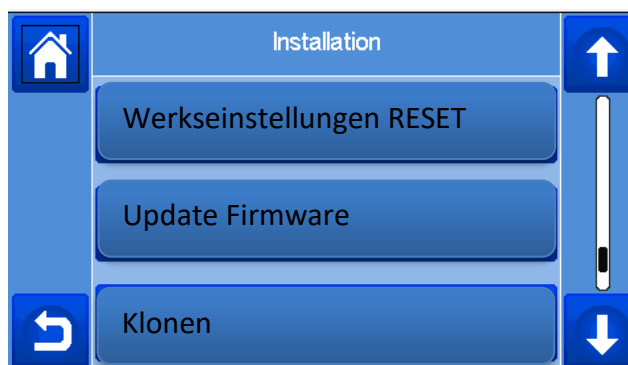 Installation
Werkseinstellungen RESET
Update Firmware
Klonen